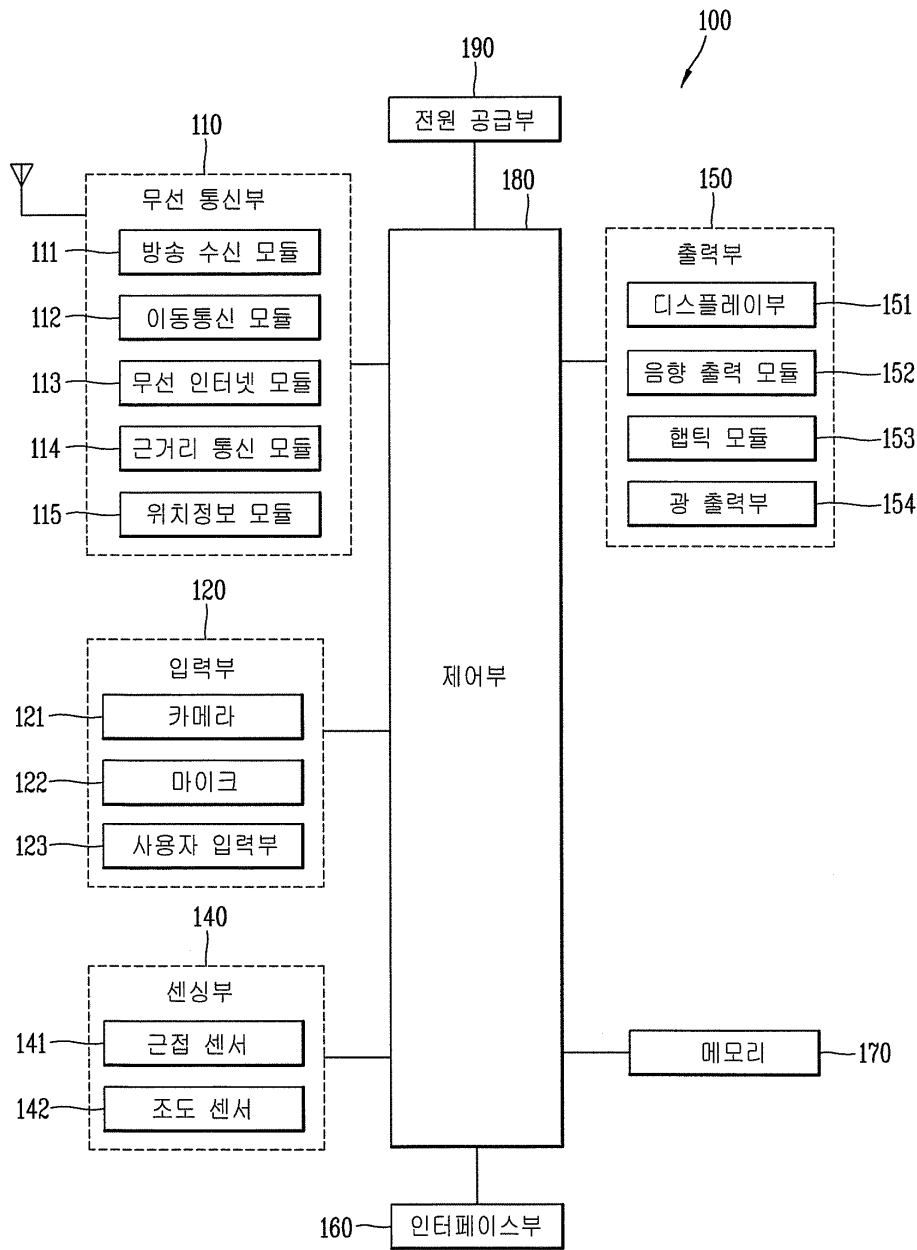 100
190
전원 공급부
110
무선 통신부
111 방송 수신 모듈
112 이동통신 모듈
113 무선 인터넷 모듈
114 근거리 통신 모듈
115 위치정보 모듈
120
입력부
121 카메라
122 마이크
123 사용자 입력부
140
센싱부
141 근접 센서
142 조도 센서
180
제어부
150
출력부
디스플레이부 151
음향 출력 모듈 152
햅틱 모듈 153
광 출력부 154
메모리 170
160 인터페이스부